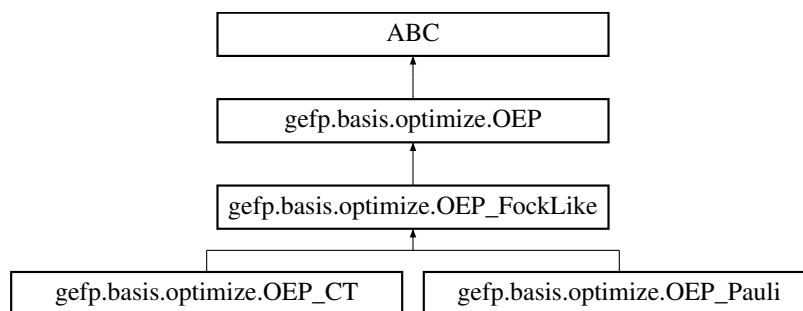 ABC
gefp.basis.optimize.OEP
gefp.basis.optimize.OEP_FockLike
gefp.basis.optimize.OEP_CT
gefp.basis.optimize.OEP_Pauli